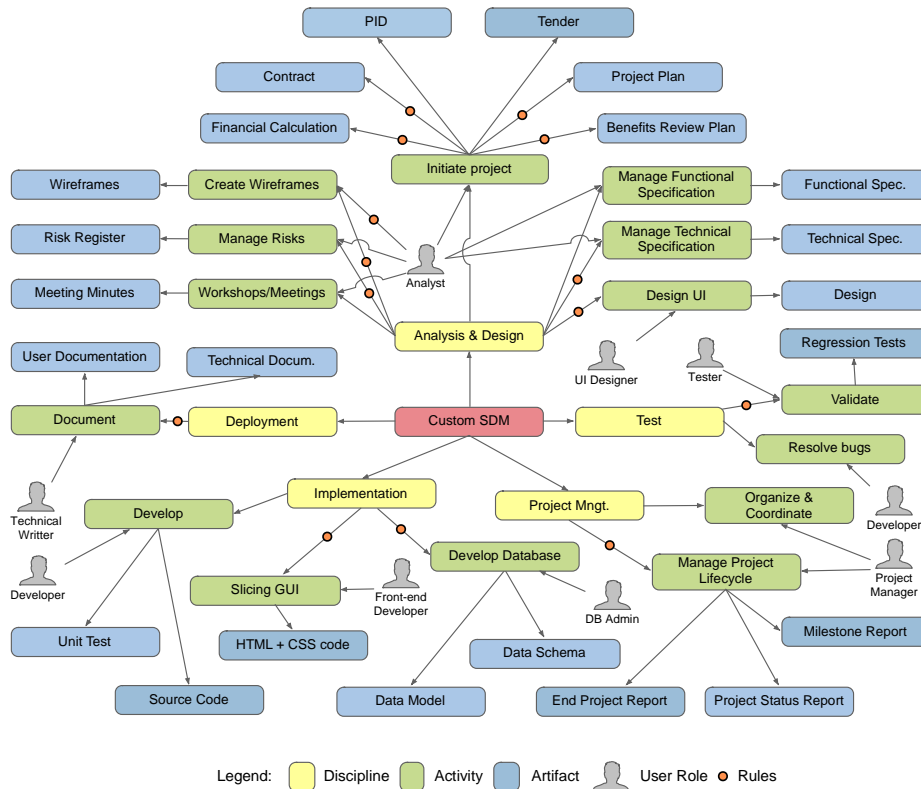 PID
Tender
Contract
Project Plan
Financial Calculation
Benefits Review Plan
Initiate project
Wireframes
Create Wireframes
Manage Functional
Specification
Functional Spec.
Risk Register
Manage Risks
Manage Technical
Specification
Technical Spec.
Analyst
Meeting Minutes
Workshops/Meetings
Design UI
Design
Analysis & Design
User Documentation
Technical Docum.
UI Designer
Tester
Regression Tests
Document
Deployment
Custom SDM
Test
Validate
Resolve bugs
Technical
Writter
Implementation
Project Mngt.
Organize &
Coordinate
Developer
Develop
Develop Database
Manage Project
Lifecycle
Project
Manager
Developer
Slicing GUI
Front-end
Developer
DB Admin
Unit Test
HTML + CSS code
Data Schema
Milestone Report
Source Code
Data Model
End Project Report
Project Status Report
Legend:
Discipline
Activity
Artifact
User Role
Rules